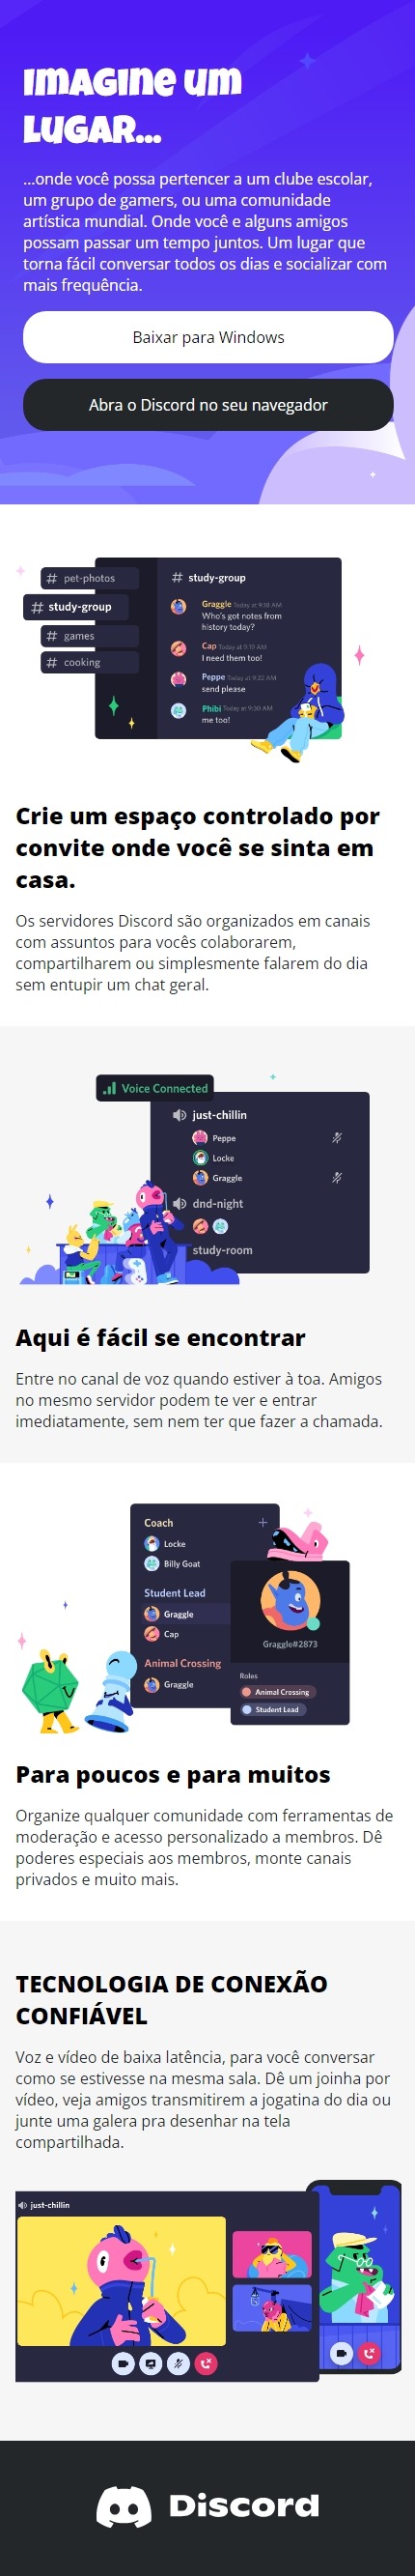 Imagine um
lugar...
...onde você possa pertencer a um clube escolar,
um grupo de gamers, ou uma comunidade
artística mundial. Onde você e alguns amigos
possam passar um tempo juntos. Um lugar que
torna fácil conversar todos os dias e socializar com
mais frequência.
Baixar para Windows
Abra o Discord no seu navegador
# pet-photos
# study-group
# games
# cooking
# study-group
Graggle Today at 9:18 AM
Who's got notes from
history today?
Cap Today at 9:19 AM
I need them too!
Peppe Today at 9:22 AM
send please
Phibi Today at 9:30 AM
me too!
Crie um espaço controlado por
convite onde você se sinta em
casa.
Os servidores Discord são organizados em canais
com assuntos para vocês colaborarem,
compartilharem ou simplesmente falarem do dia
sem entupir um chat geral.
Voice Connected
just-chillin
Peppe
Locke
Graggle
dnd-night
study-room
Aqui é fácil se encontrar
Entre no canal de voz quando estiver à toa. Amigos
no mesmo servidor podem te ver e entrar
imediatamente, sem nem ter que fazer a chamada.
Coach
Locke
Billy Goat
Student Lead
Graggle
Cap
Animal Crossing
Graggle
Graggle#2873
Roles
Animal Crossing
Student Lead
Para poucos e para muitos
Organize qualquer comunidade com ferramentas de
moderação e acesso personalizado a membros. Dê
poderes especiais aos membros, monte canais
privados e muito mais.
TECNOLOGIA DE CONEXÃO
CONFIÁVEL
Voz e vídeo de baixa latência, para você conversar
como se estivesse na mesma sala. Dê um joinha por
vídeo, veja amigos transmitirem a jogatina do dia ou
junte uma galera pra desenhar na tela
compartilhada.
just-chillin
Discord